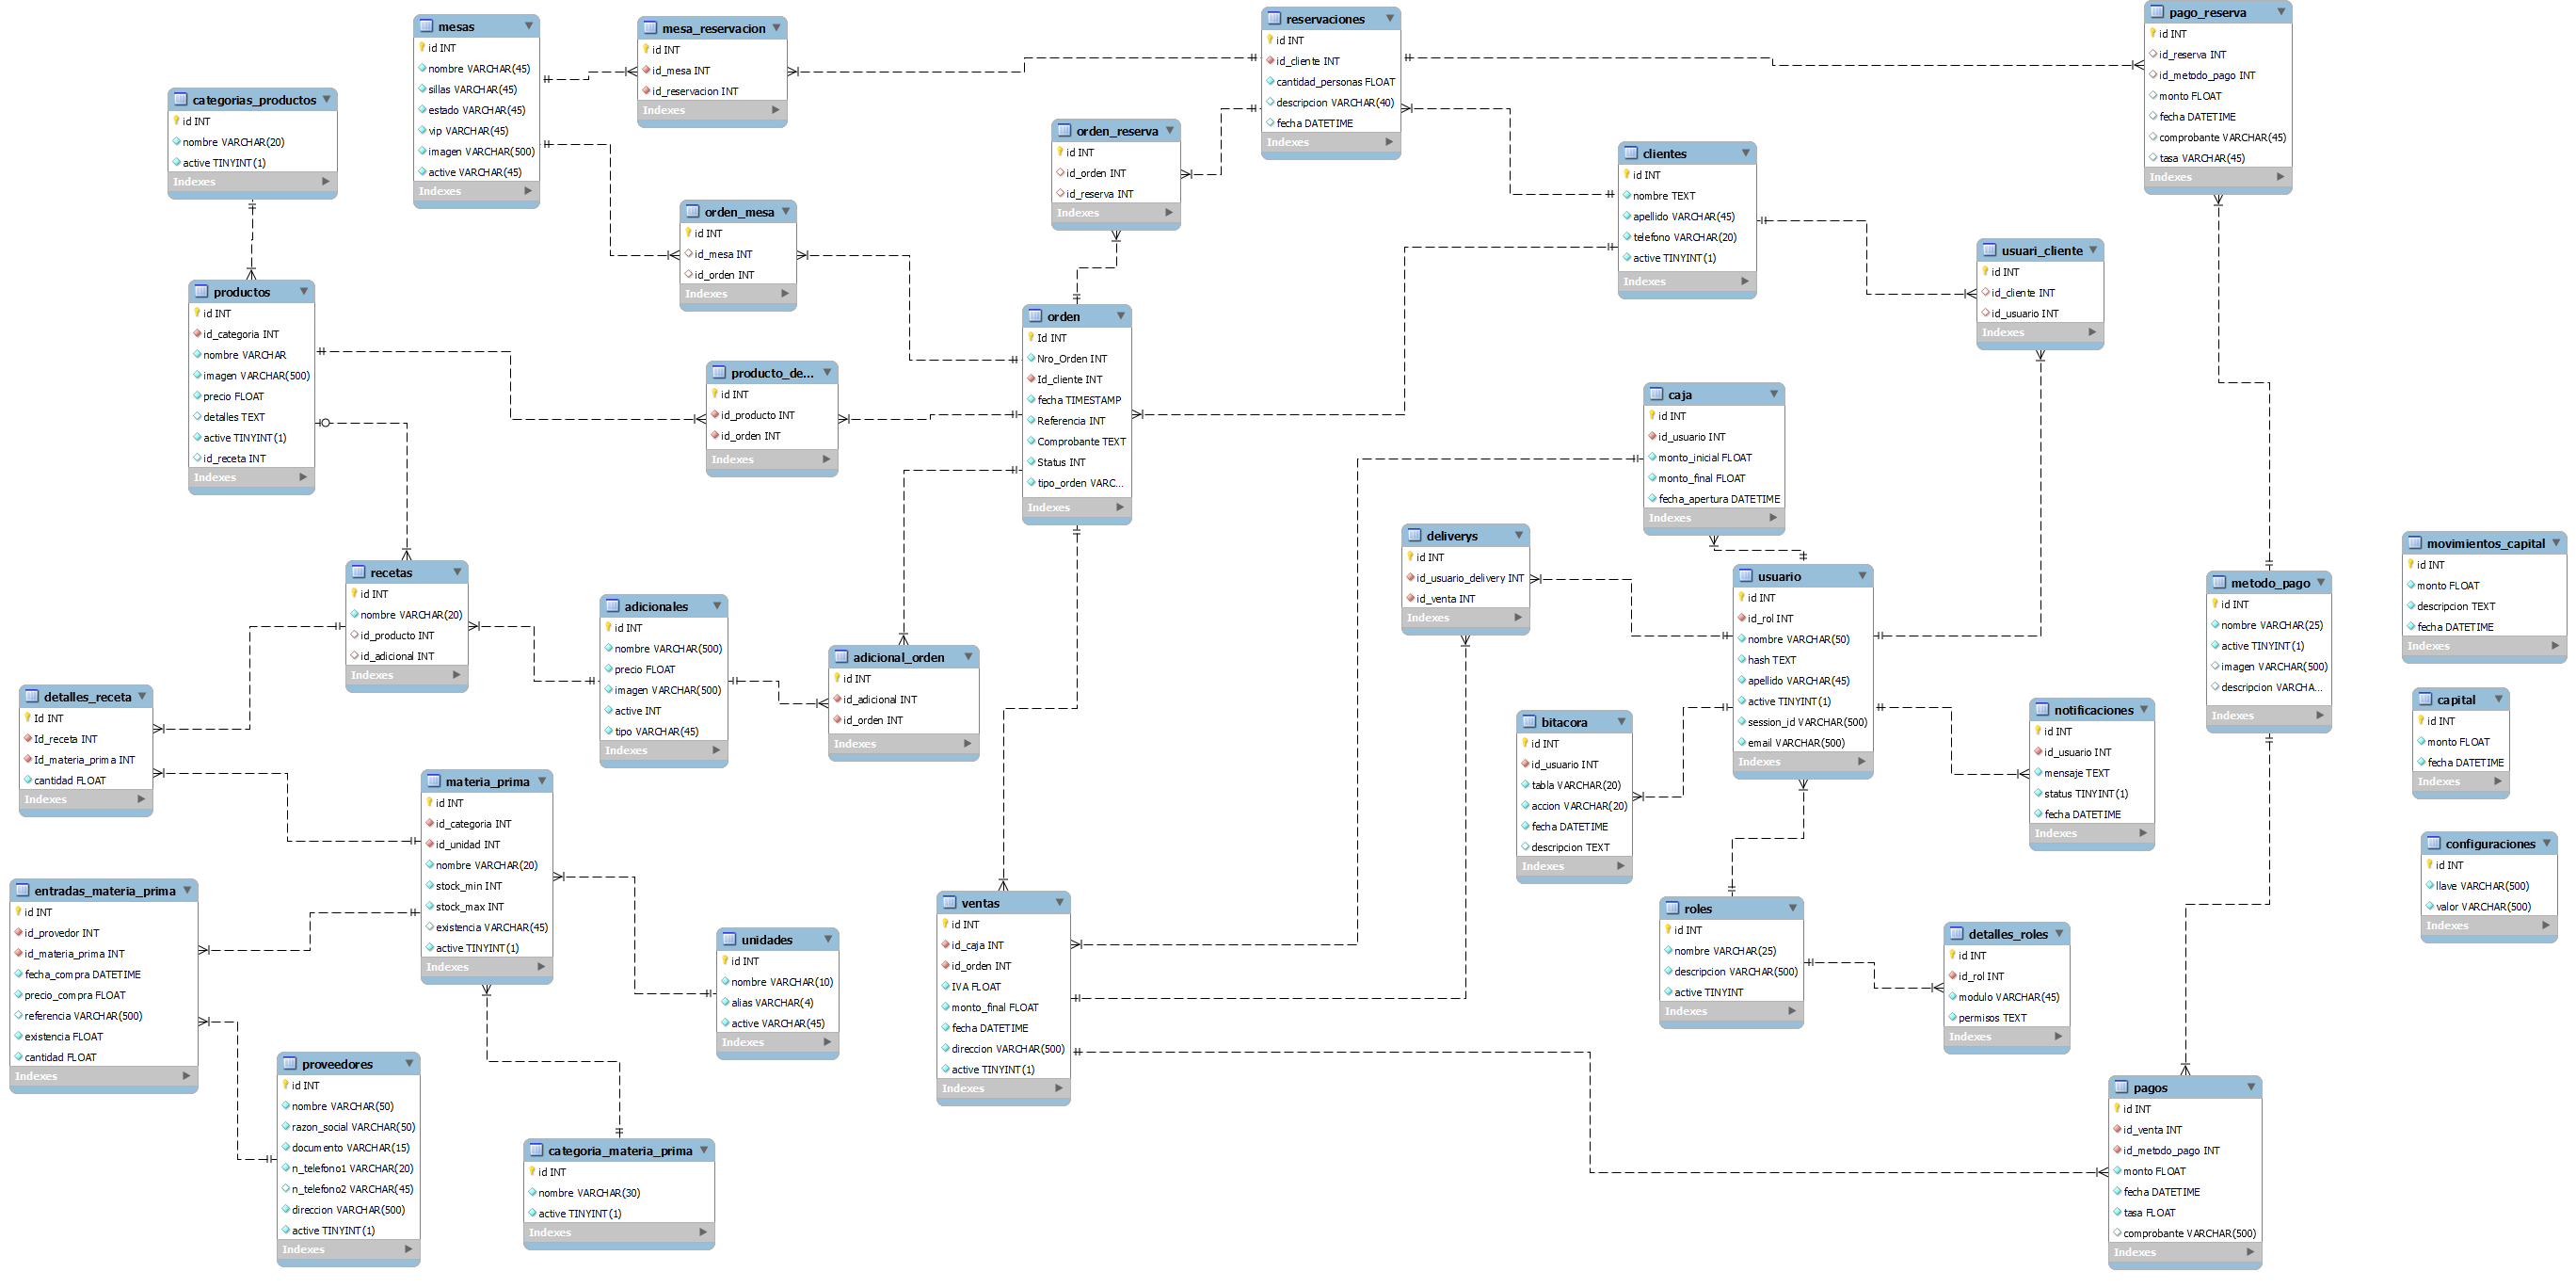 mesas
id INT
nombre VARCHAR(45)
sillas VARCHAR(45)
estado VARCHAR(45)
vip VARCHAR(45)
imagen VARCHAR(500)
active VARCHAR(45)
Indexes
mesa_reservacion
id INT
id_mesa INT
id_reservacion INT
Indexes
reservaciones
id INT
id_cliente INT
cantidad_personas FLOAT
descripcion VARCHAR(40)
fecha DATETIME
Indexes
pago_reserva
id INT
id_reserva INT
id_metodo_pago INT
monto FLOAT
fecha DATETIME
comprobante VARCHAR(45)
tasa VARCHAR(45)
Indexes
categorias_productos
id INT
nombre VARCHAR(20)
active TINYINT(1)
Indexes
orden_reserva
id INT
id_orden INT
id_reserva INT
Indexes
clientes
id INT
nombre TEXT
apellido VARCHAR(45)
telefono VARCHAR(20)
active TINYINT(1)
Indexes
orden_mesa
id INT
id_mesa INT
id_orden INT
Indexes
usuari_cliente
id INT
id_cliente INT
id_usuario INT
Indexes
productos
id INT
id_categoria INT
nombre VARCHAR
imagen VARCHAR(500)
precio FLOAT
detalles TEXT
active TINYINT(1)
id_receta INT
Indexes
orden
Id INT
Nro_Orden INT
Id_cliente INT
fecha TIMESTAMP
Referencia INT
Comprobante TEXT
Status INT
tipo_orden VARC...
Indexes
producto_de...
id INT
id_producto INT
id_orden INT
Indexes
caja
id INT
id_usuario INT
monto_inicial FLOAT
monto_final FLOAT
fecha_apertura DATETIME
Indexes
deliverys
id INT
id_usuario_delivery INT
id_venta INT
Indexes
movimientos_capital
id INT
monto FLOAT
descripcion TEXT
fecha DATETIME
Indexes
recetas
id INT
nombre VARCHAR(20)
id_producto INT
id_adicional INT
Indexes
usuario
id INT
id_rol INT
nombre VARCHAR(50)
hash TEXT
apellido VARCHAR(45)
active TINYINT(1)
session_id VARCHAR(500)
email VARCHAR(500)
Indexes
metodo_pago
id INT
nombre VARCHAR(25)
active TINYINT(1)
imagen VARCHAR(500)
descripcion VARCHA...
Indexes
adicionales
id INT
nombre VARCHAR(500)
precio FLOAT
imagen VARCHAR(500)
active INT
tipo VARCHAR(45)
Indexes
adicional_orden
id INT
id_adicional INT
id_orden INT
Indexes
detalles_receta
Id INT
Id_receta INT
Id_materia_prima INT
cantidad FLOAT
Indexes
capital
id INT
monto FLOAT
fecha DATETIME
Indexes
notificaciones
id INT
id_usuario INT
mensaje TEXT
status TINYINT(1)
fecha DATETIME
Indexes
bitacora
id INT
id_usuario INT
tabla VARCHAR(20)
accion VARCHAR(20)
fecha DATETIME
descripcion TEXT
Indexes
materia_prima
id INT
id_categoria INT
id_unidad INT
nombre VARCHAR(20)
stock_min INT
stock_max INT
existencia VARCHAR(45)
active TINYINT(1)
Indexes
configuraciones
id INT
llave VARCHAR(500)
valor VARCHAR(500)
Indexes
entradas_materia_prima
id INT
id_provedor INT
id_materia_prima INT
fecha_compra DATETIME
precio_compra FLOAT
referencia VARCHAR(500)
existencia FLOAT
cantidad FLOAT
Indexes
ventas
id INT
id_caja INT
id_orden INT
IVA FLOAT
monto_final FLOAT
fecha DATETIME
direccion VARCHAR(500)
active TINYINT(1)
Indexes
roles
id INT
nombre VARCHAR(25)
descripcion VARCHAR(500)
active TINYINT
Indexes
detalles_roles
id INT
id_rol INT
modulo VARCHAR(45)
permisos TEXT
Indexes
unidades
id INT
nombre VARCHAR(10)
alias VARCHAR(4)
active VARCHAR(45)
Indexes
proveedores
id INT
nombre VARCHAR(50)
razon_social VARCHAR(50)
documento VARCHAR(15)
n_telefono1 VARCHAR(20)
n_telefono2 VARCHAR(45)
direccion VARCHAR(500)
active TINYINT(1)
Indexes
pagos
id INT
id_venta INT
id_metodo_pago INT
monto FLOAT
fecha DATETIME
tasa FLOAT
comprobante VARCHAR(500)
Indexes
categoria_materia_prima
id INT
nombre VARCHAR(30)
active TINYINT(1)
Indexes